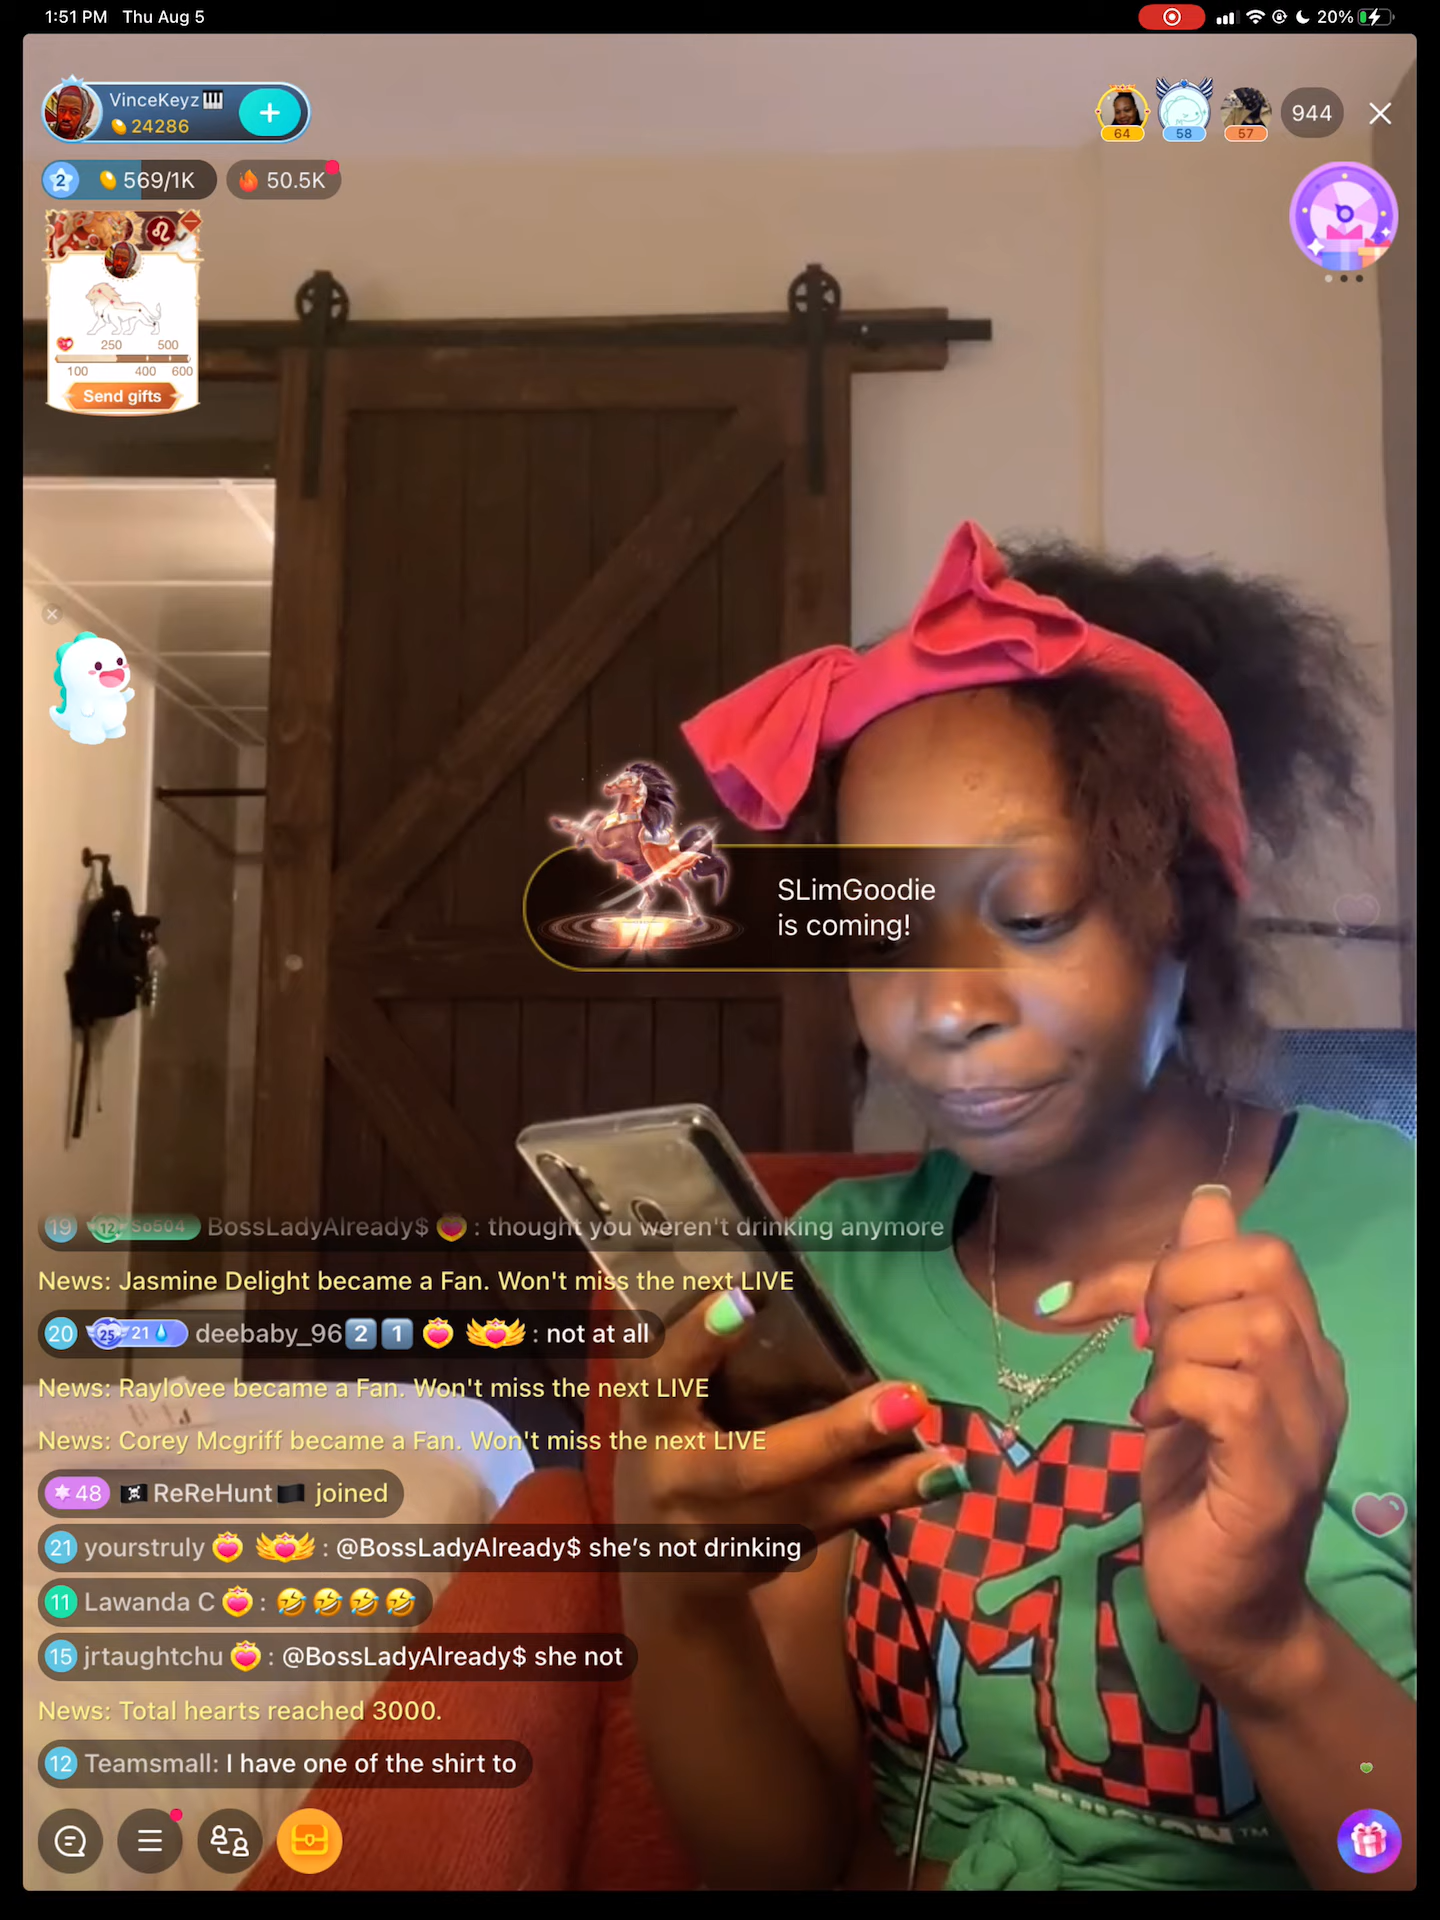 1:51 PM Thu Aug 5
20%
VinceKeyz
24286
64
58
57
944
2
569/1K
50.5K
250 500
100 400 600
Send gifts
SLimGoodie
is coming!
19 12 So504 BossLadyAlready$ : thought you weren't drinking anymore
News: Jasmine Delight became a Fan. Won't miss the next LIVE
20 25 21 deebaby_96 2 1 : not at all
News: Raylovee became a Fan. Won't miss the next LIVE
News: Corey Mcgriff became a Fan. Won't miss the next LIVE
48 ReReHunt joined
21 yourstruly : @BossLadyAlready$ she's not drinking
11 Lawanda C : 🤣🤣🤣🤣
15 jrtaughtchu : @BossLadyAlready$ she not
News: Total hearts reached 3000.
12 Teamsmall: I have one of the shirt to